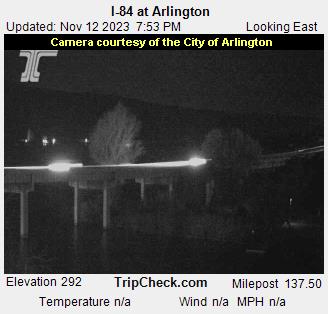 I-84 at Arlington
Updated: Nov 12 2023 7:53 PM Looking East
Camera courtesy of the City of Arlington
Elevation 292 TripCheck.com Milepost 137.50
Temperature n/a Wind n/a MPH n/a